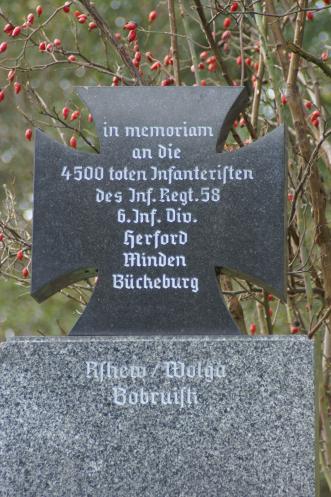 in memoriam
an die
4500 toten Infanteriſten
des Inf. Regt. 58
6. Inf. Div.
Herford
Minden
Bückeburg
Rſhew / Wolga
Bobruiſk